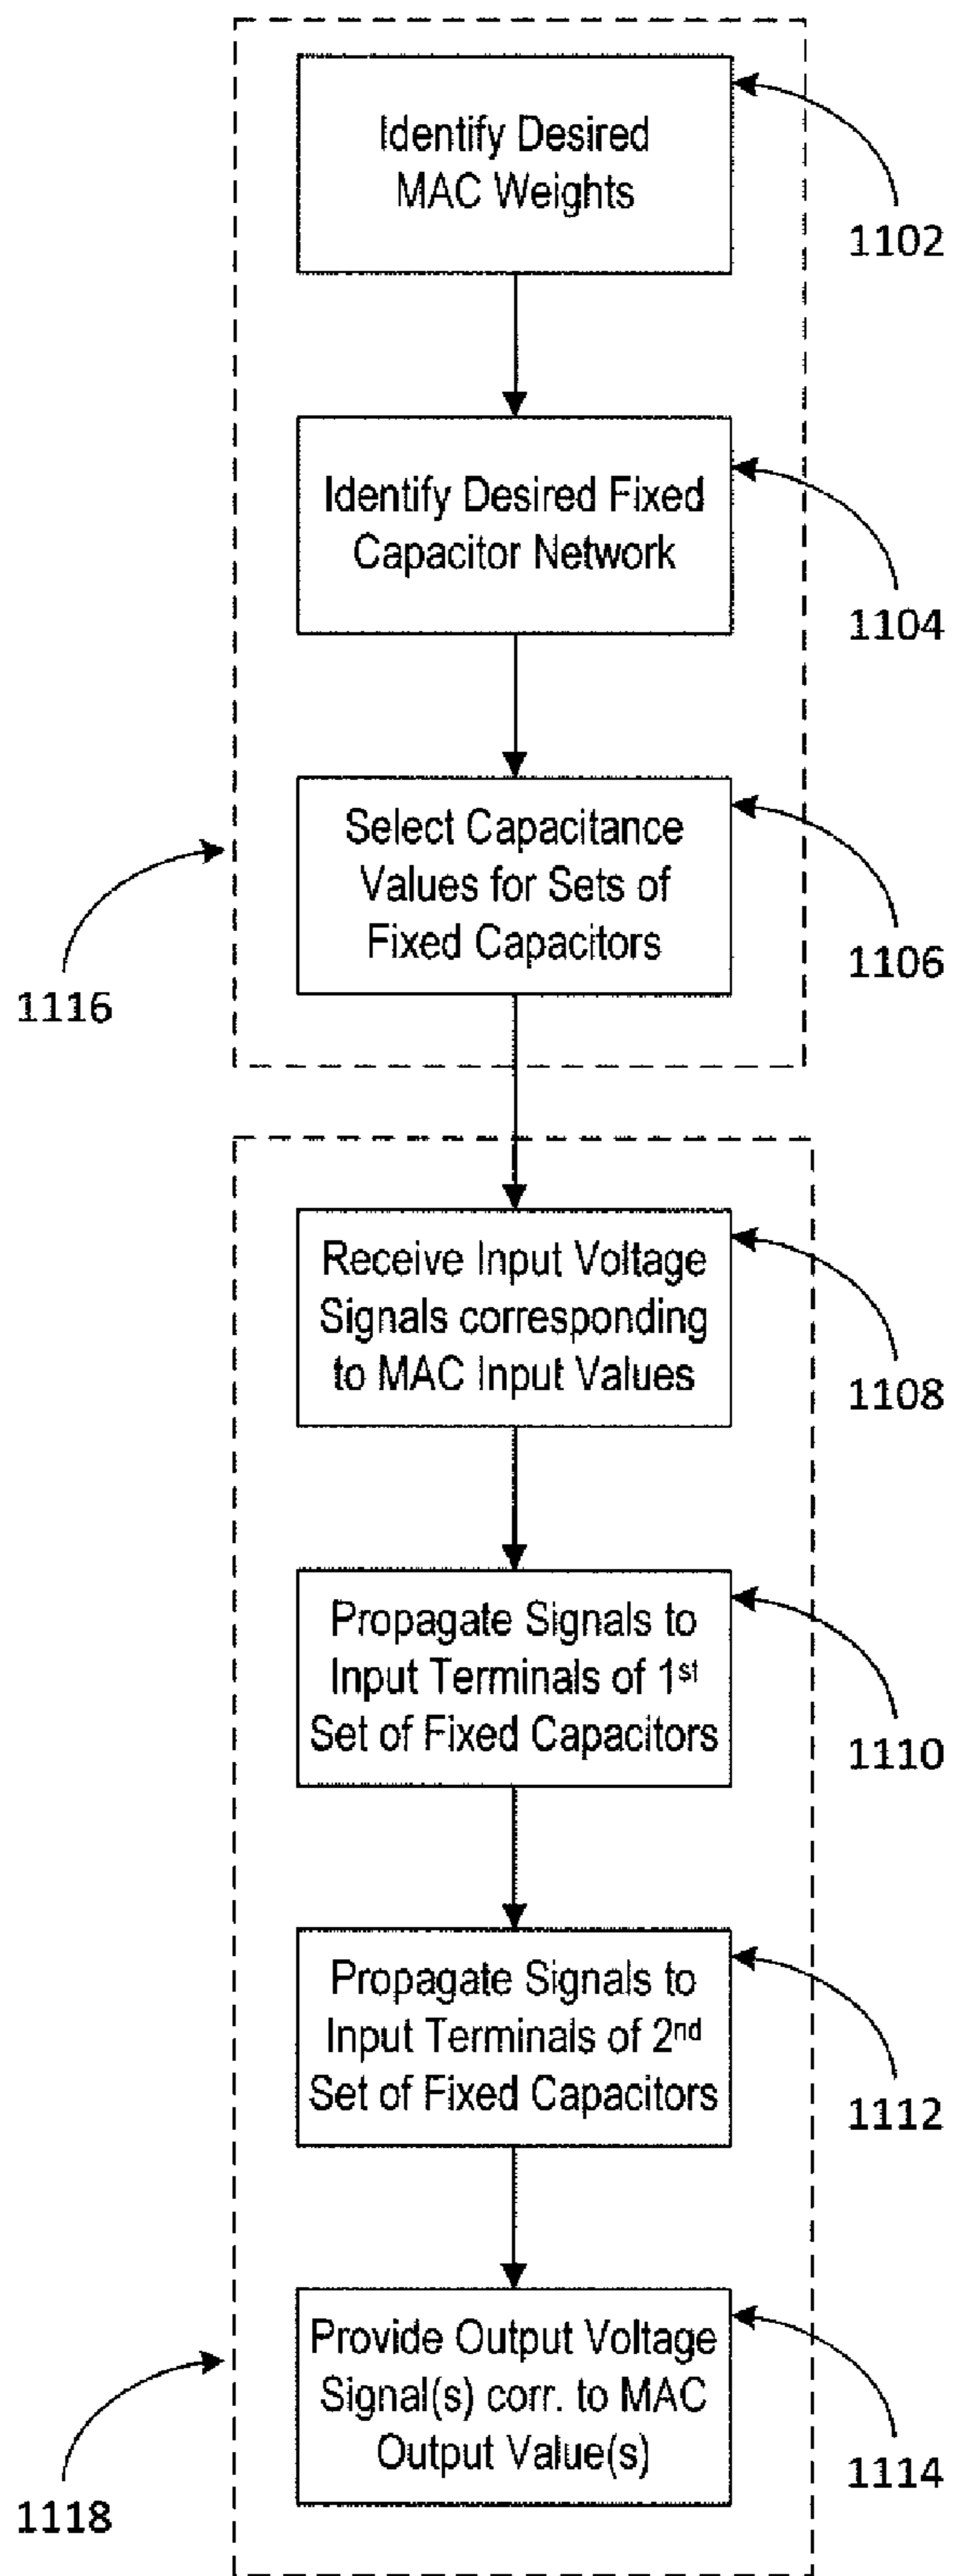 Identify Desired
MAC Weights
1102
Identify Desired Fixed
Capacitor Network
1104
Select Capacitance
Values for Sets of
Fixed Capacitors
1106
1116
Receive Input Voltage
Signals corresponding
to MAC Input Values
1108
Propagate Signals to
Input Terminals of 1st
Set of Fixed Capacitors
1110
Propagate Signals to
Input Terminals of 2nd
Set of Fixed Capacitors
1112
Provide Output Voltage
Signal(s) corr. to MAC
Output Value(s)
1114
1118